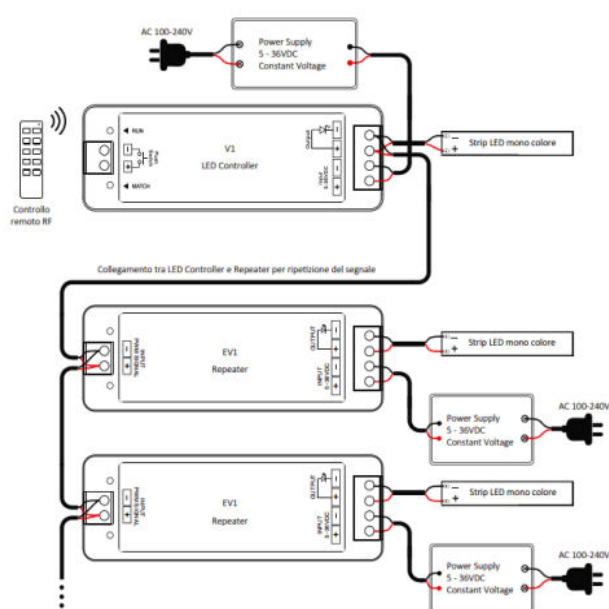 AC 100-240V
Power Supply
5 - 36VDC
Constant Voltage
RUN
V1
LED Controller
Push
Switch
MATCH
Output
Input
5-36VDC
Strip LED mono colore
Controllo
remoto RF
Collegamento tra LED Controller e Repeater per ripetizione del segnale
INPUT
PWM SIGNAL
EV1
Repeater
OUTPUT
INPUT
5-36VDC
Strip LED mono colore
Power Supply
5 - 36VDC
Constant Voltage
AC 100-240V
INPUT
PWM SIGNAL
EV1
Repeater
OUTPUT
INPUT
5-36VDC
Strip LED mono colore
Power Supply
5 - 36VDC
Constant Voltage
AC 100-240V